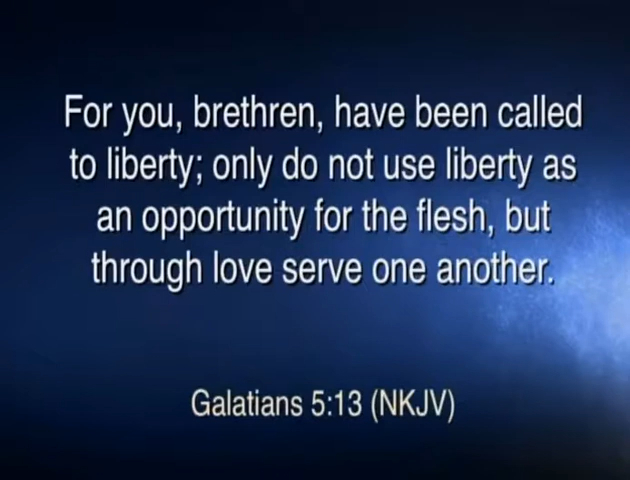 For you, brethren, have been called
to liberty; only do not use liberty as
an opportunity for the flesh, but
through love serve one another.
Galatians 5:13 (NKJV)